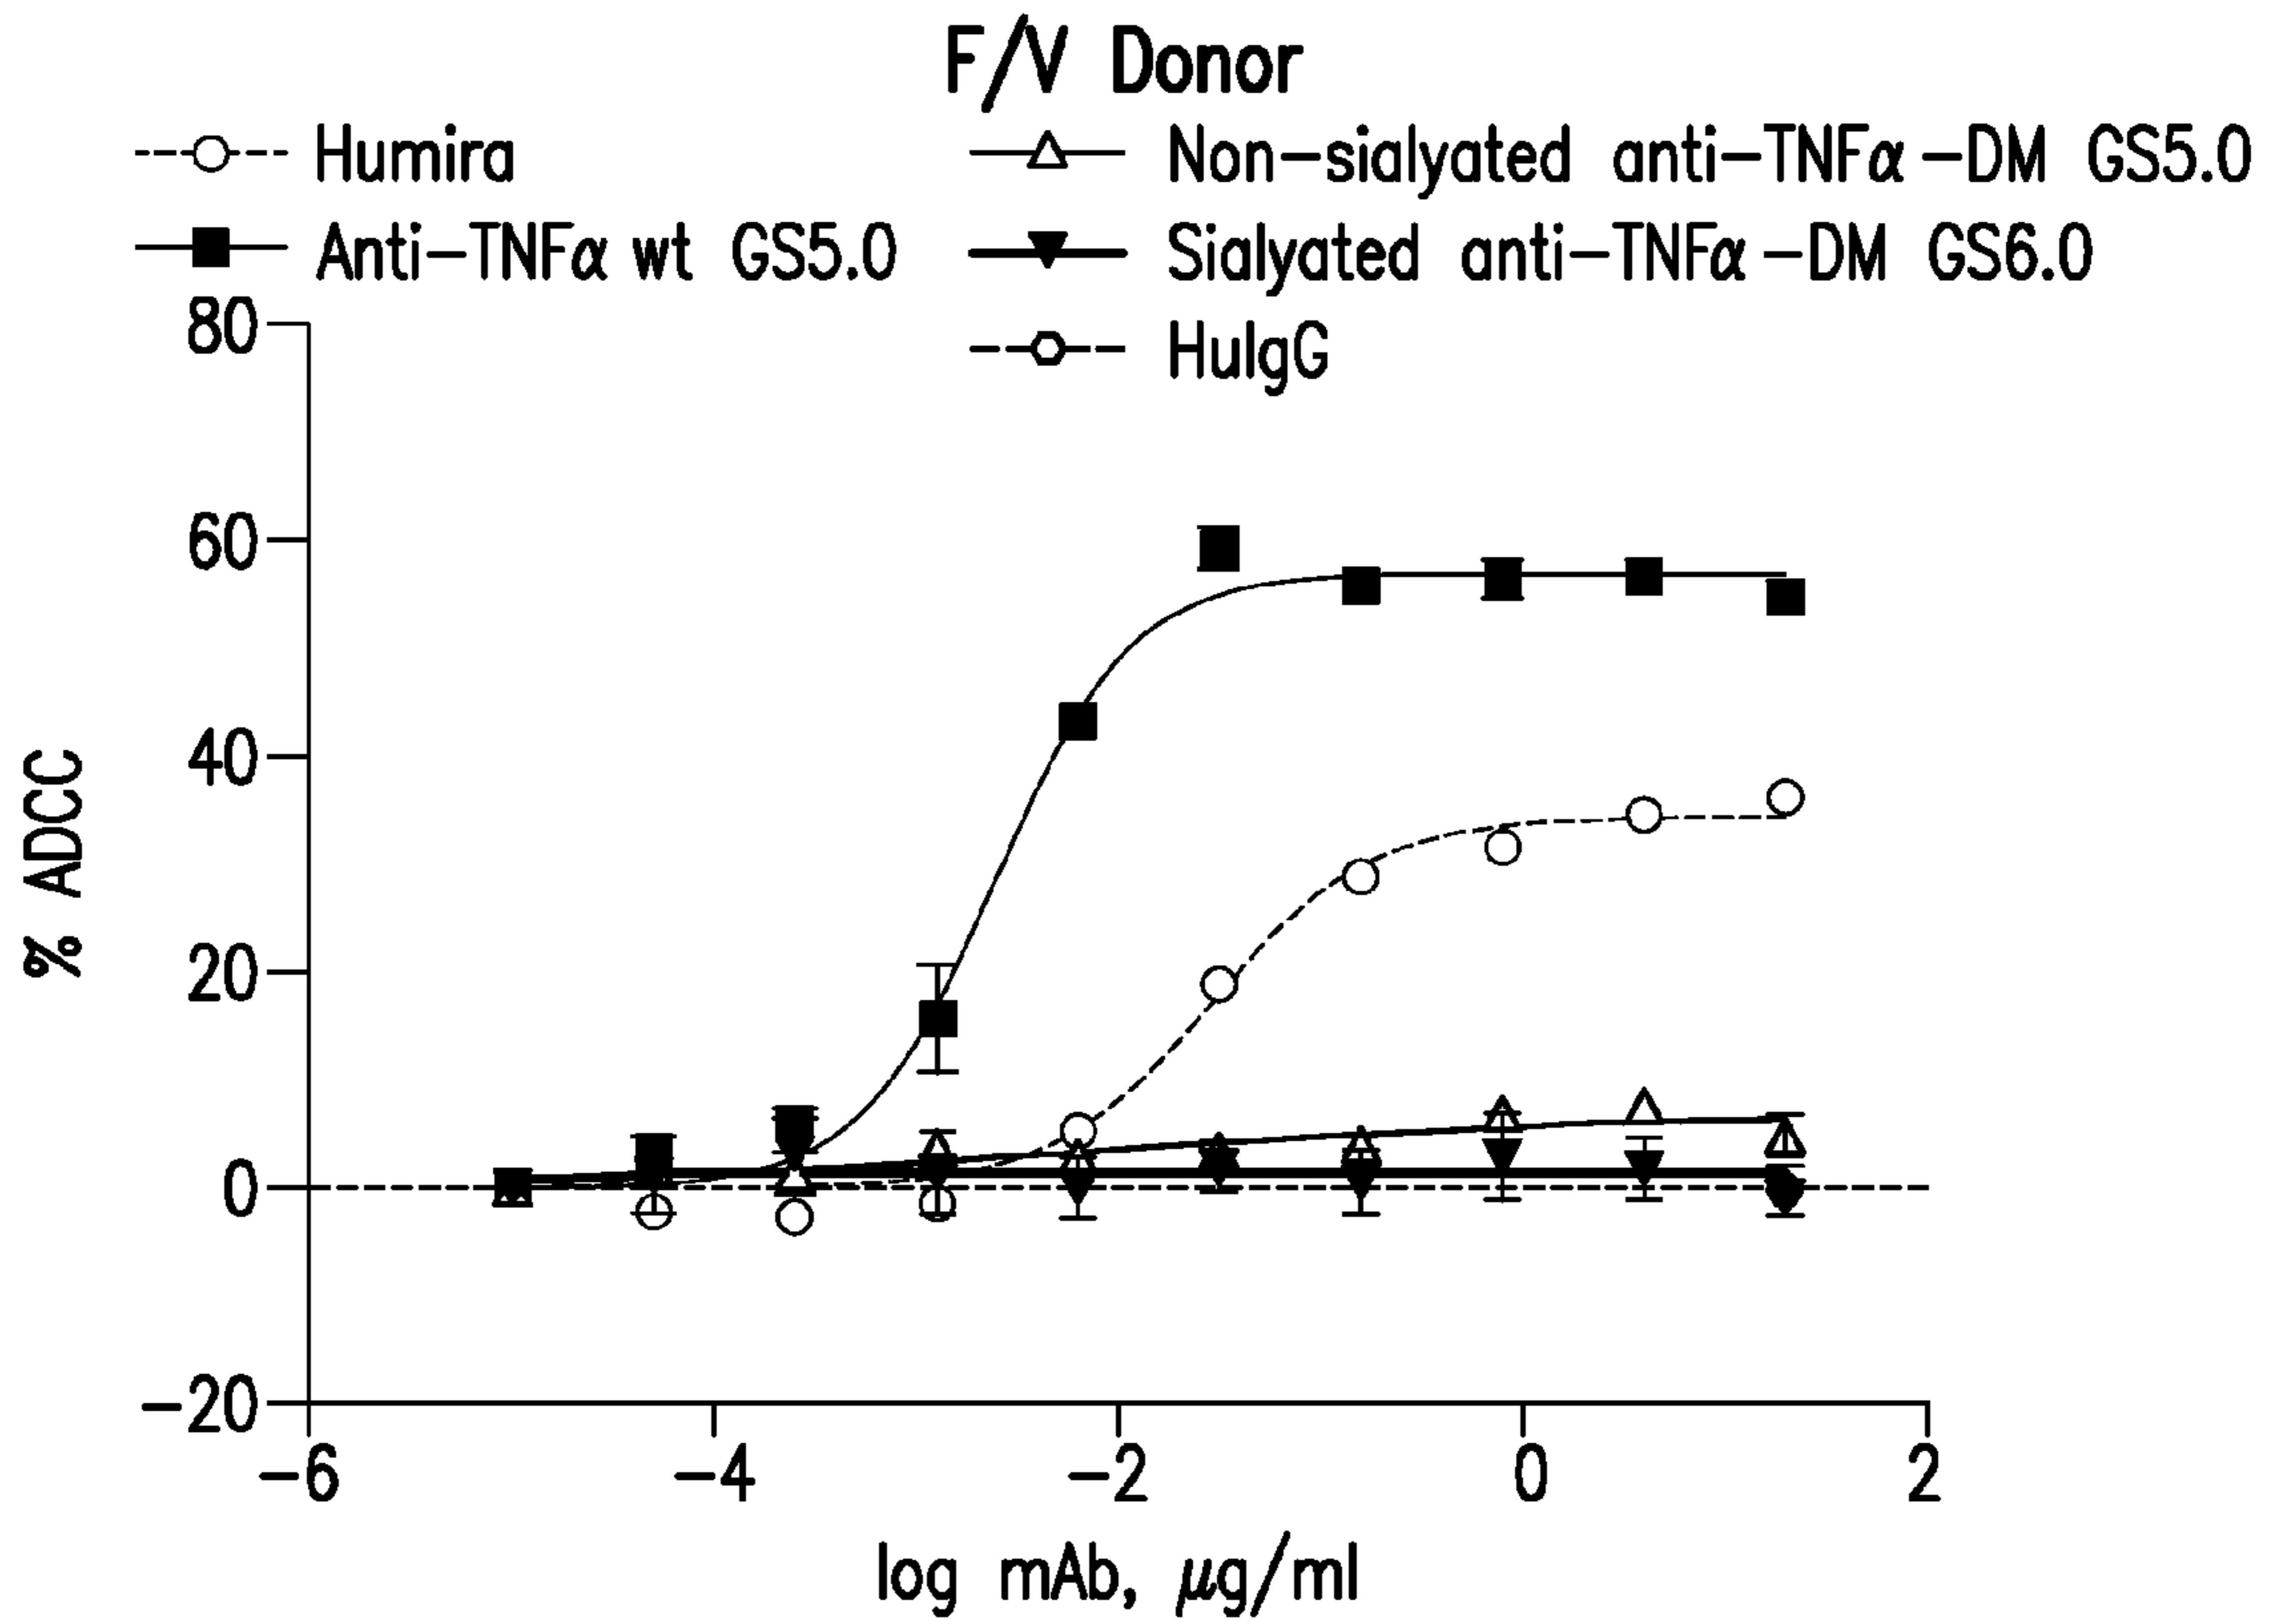 F/V Donor
Humira
Non-sialyated anti-TNFα-DM GS5.0
Anti-TNFα wt GS5.0
Sialyated anti-TNFα-DM GS6.0
HuIgG
80
60
40
20
0
-20
% ADCC
-6 -4 -2 0 2
log mAb, μg/ml